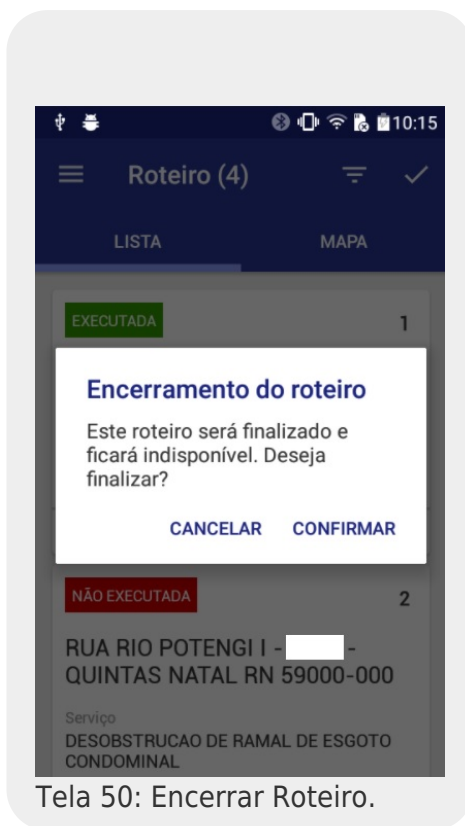 10:15
Roteiro (4)
LISTA MAPA
EXECUTADA 1
Encerramento do roteiro
Este roteiro será finalizado e
ficará indisponível. Deseja
finalizar?
CANCELAR CONFIRMAR
NÃO EXECUTADA 2
RUA RIO POTENGI I - -
QUINTAS NATAL RN 59000-000
Serviço
DESOBSTRUCAO DE RAMAL DE ESGOTO
CONDOMINAL
Tela 50: Encerrar Roteiro.